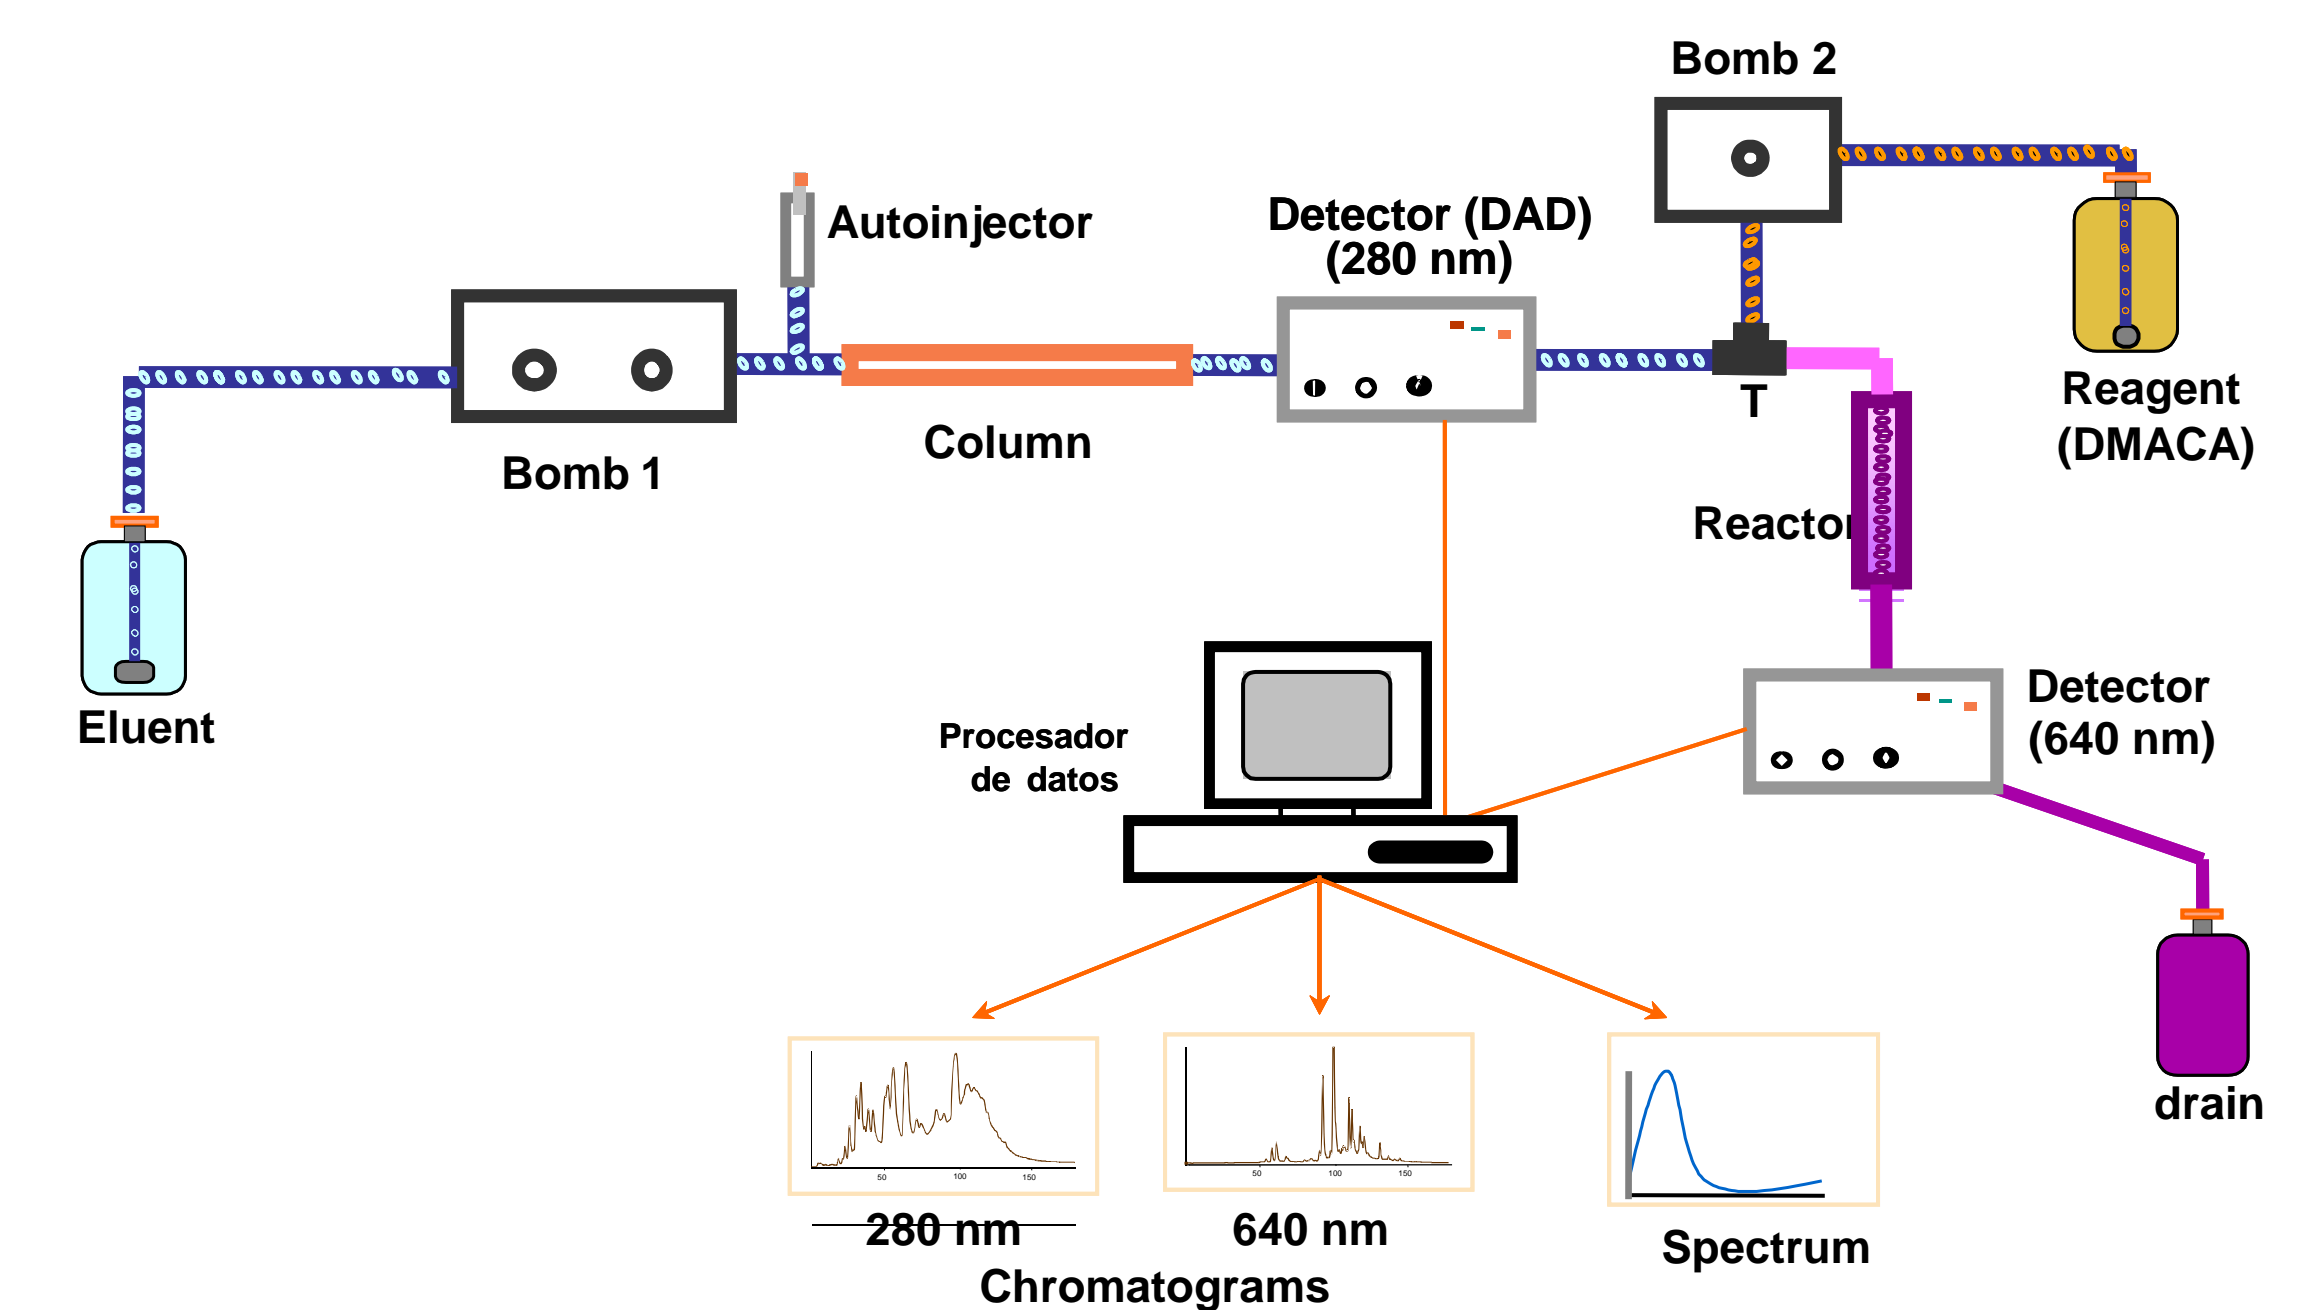 Bomb 2
Autoinjector
Detector (DAD)
(280 nm)
T
Reagent
(DMACA)
Column
Bomb 1
Reactor
Eluent
Procesador
de datos
Detector
(640 nm)
drain
50 100 150
50 100 150
280 nm
640 nm
Spectrum
Chromatograms